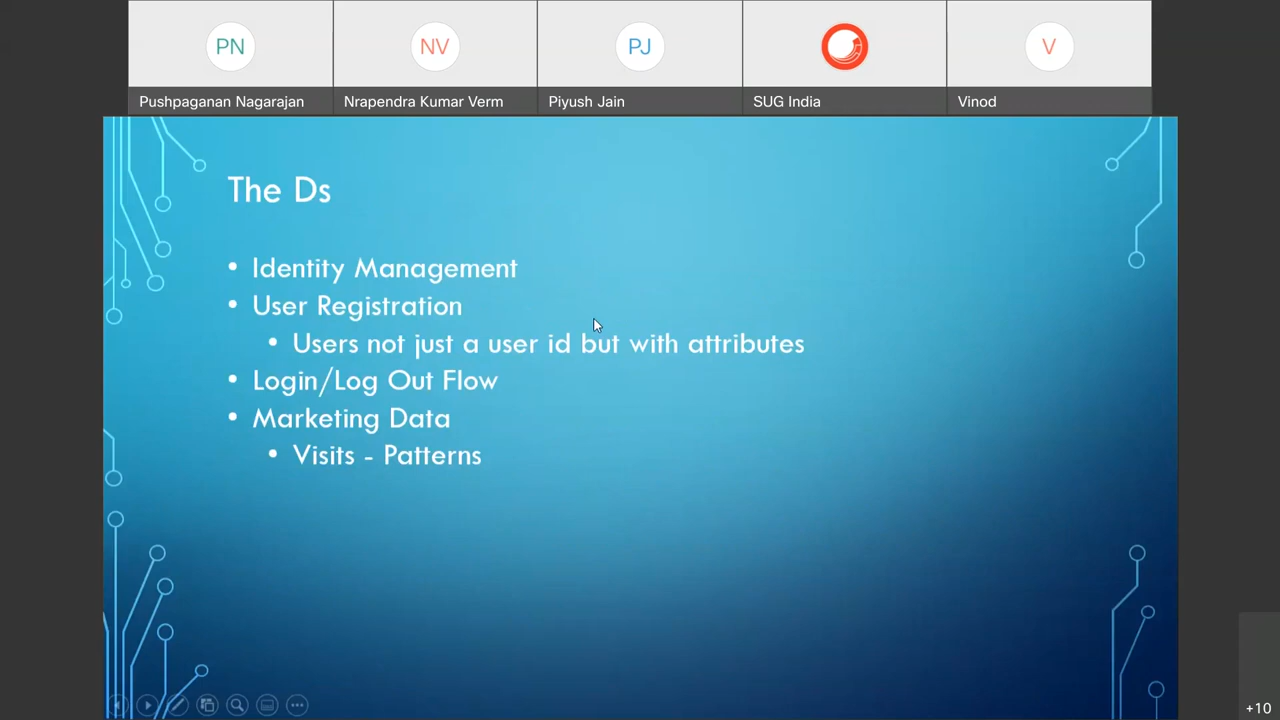 PN
NV
PJ
V
Pushpaganan Nagarajan
Nrapendra Kumar Verm
Piyush Jain
SUG India
Vinod
The Ds
• Identity Management
• User Registration
• Users not just a user id but with attributes
• Login/Log Out Flow
• Marketing Data
• Visits - Patterns
+10